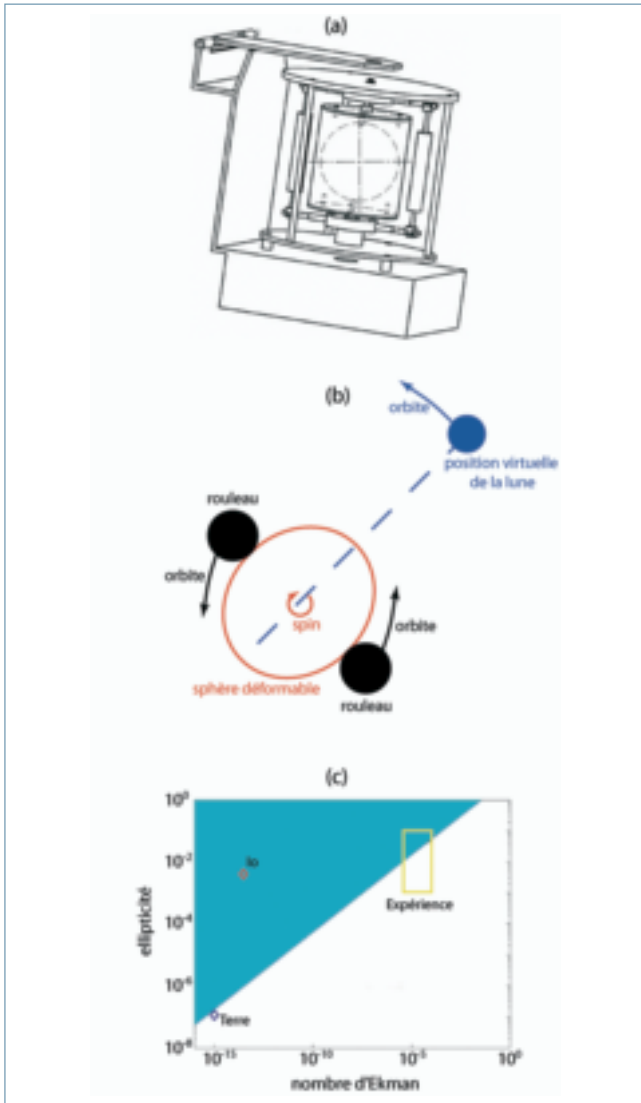 (a)
(b)
orbite
position virtuelle
de la lune
rouleau
orbite
spin
orbite
sphère déformable
rouleau
(c)
10⁰
10⁻²
10⁻⁴
10⁻⁶
10⁻⁸
ellipticité
Io
Expérience
Terre
10⁻¹⁵
10⁻¹⁰
10⁻⁵
10⁰
nombre d'Ekman